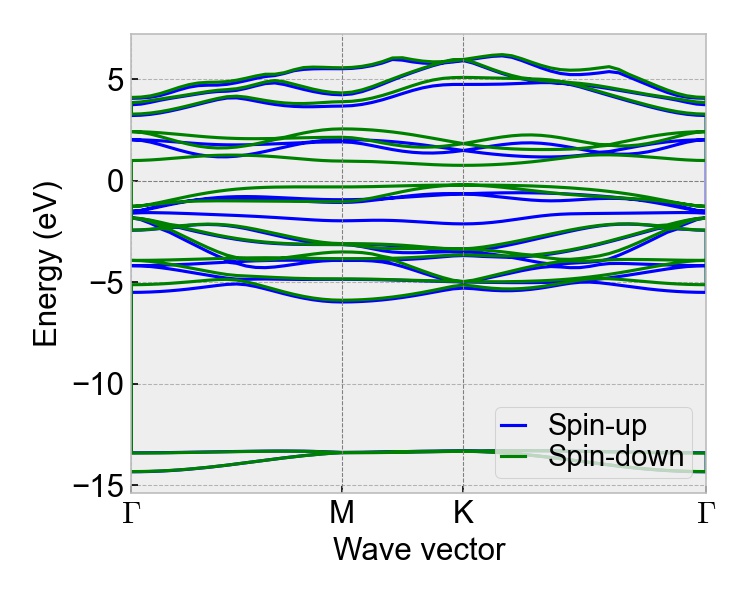 Energy (eV)
5
0
−5
−10
−15
Spin-up
Spin-down
Γ M K Γ
Wave vector